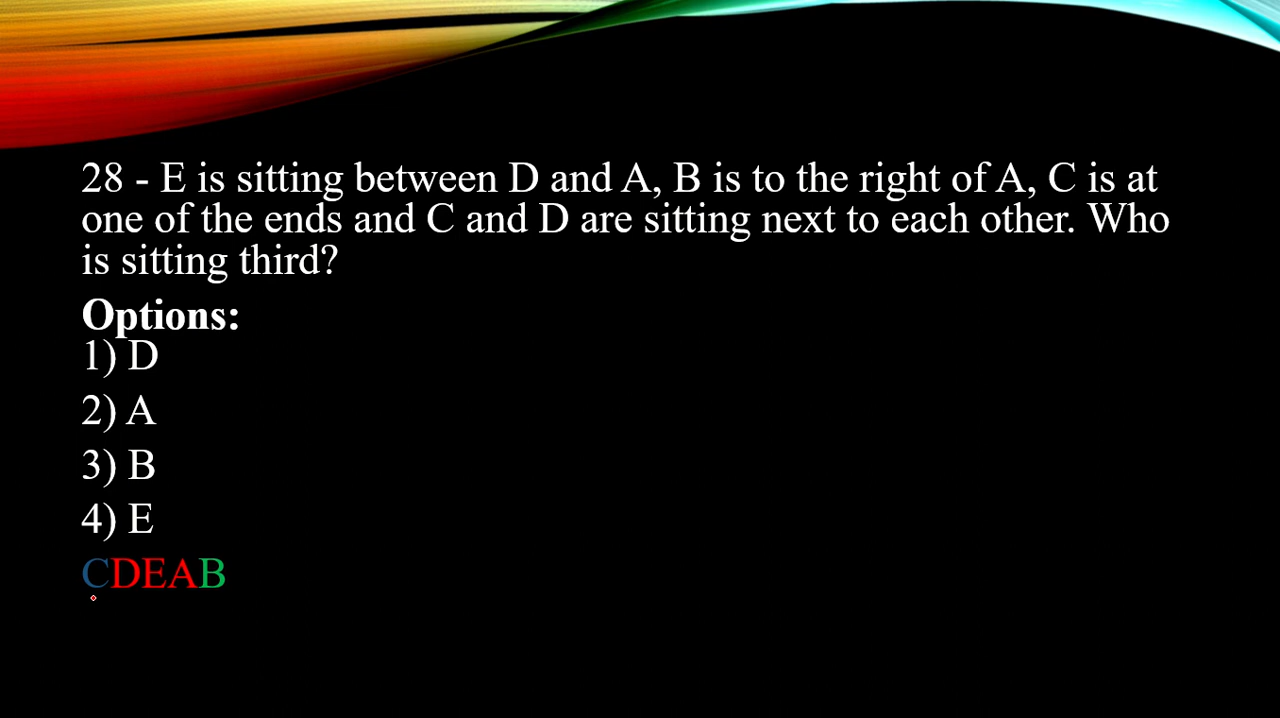 28 - E is sitting between D and A, B is to the right of A, C is at
one of the ends and C and D are sitting next to each other. Who
is sitting third?
Options:
1) D
2) A
3) B
4) E
CDEAB